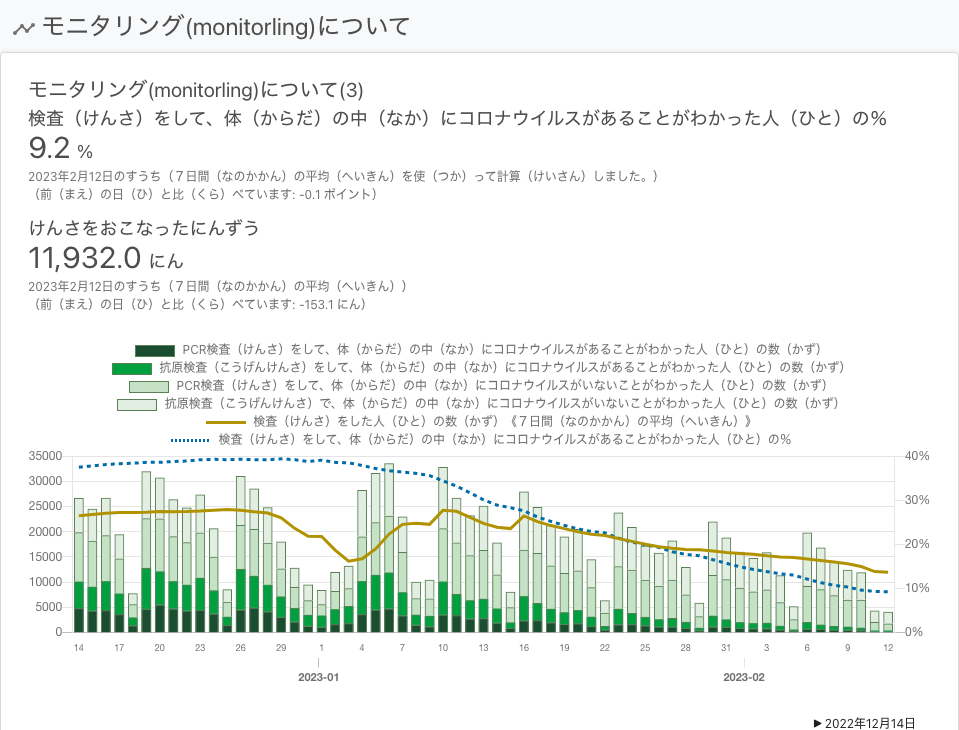 モニタリング(monitorling)について
モニタリング(monitorling)について(3)
検査（けんさ）をして、体（からだ）の中（なか）にコロナウイルスがあることがわかった人（ひと）の%
9.2 %
2023年2月12日のすうち（７日間（なのかかん）の平均（へいきん）を使（つか）って計算（けいさん）しました。）
（前（まえ）の日（ひ）と比（くら）べています: -0.1 ポイント）
けんさをおこなったにんずう
11,932.0 にん
2023年2月12日のすうち（７日間（なのかかん）の平均（へいきん））
（前（まえ）の日（ひ）と比（くら）べています: -153.1 にん）
PCR検査（けんさ）をして、体（からだ）の中（なか）にコロナウイルスがあることがわかった人（ひと）の数（かず）
抗原検査（こうげんけんさ）をして、体（からだ）の中（なか）にコロナウイルスがあることがわかった人（ひと）の数（かず）
PCR検査（けんさ）をして、体（からだ）の中（なか）にコロナウイルスがいないことがわかった人（ひと）の数（かず）
抗原検査（こうげんけんさ）で、体（からだ）の中（なか）にコロナウイルスがいないことがわかった人（ひと）の数（かず）
検査（けんさ）をした人（ひと）の数（かず）《７日間（なのかかん）の平均（へいきん）》
検査（けんさ）をして、体（からだ）の中（なか）にコロナウイルスがあることがわかった人（ひと）の%
35000 40%
30000
25000 30%
20000
15000 20%
10000 10%
5000
0 0%
14 17 20 23 26 29 1 4 7 10 13 16 19 22 25 28 31 3 6 9 12
2023-01 2023-02
▶ 2022年12月14日